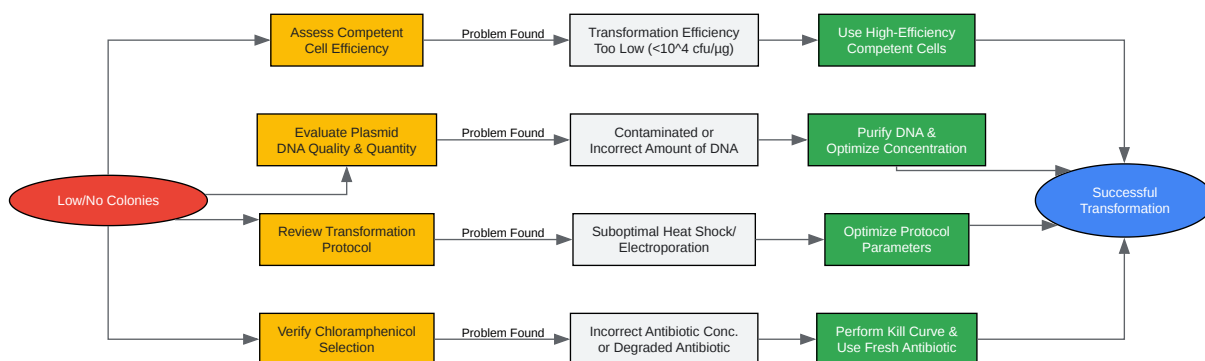 Assess Competent
Cell Efficiency
Problem Found
Transformation Efficiency
Too Low (<10^4 cfu/µg)
Use High-Efficiency
Competent Cells
Evaluate Plasmid
DNA Quality & Quantity
Problem Found
Contaminated or
Incorrect Amount of DNA
Purify DNA &
Optimize Concentration
Low/No Colonies
Successful
Transformation
Review Transformation
Protocol
Problem Found
Suboptimal Heat Shock/
Electroporation
Optimize Protocol
Parameters
Verify Chloramphenicol
Selection
Problem Found
Incorrect Antibiotic Conc.
or Degraded Antibiotic
Perform Kill Curve &
Use Fresh Antibiotic